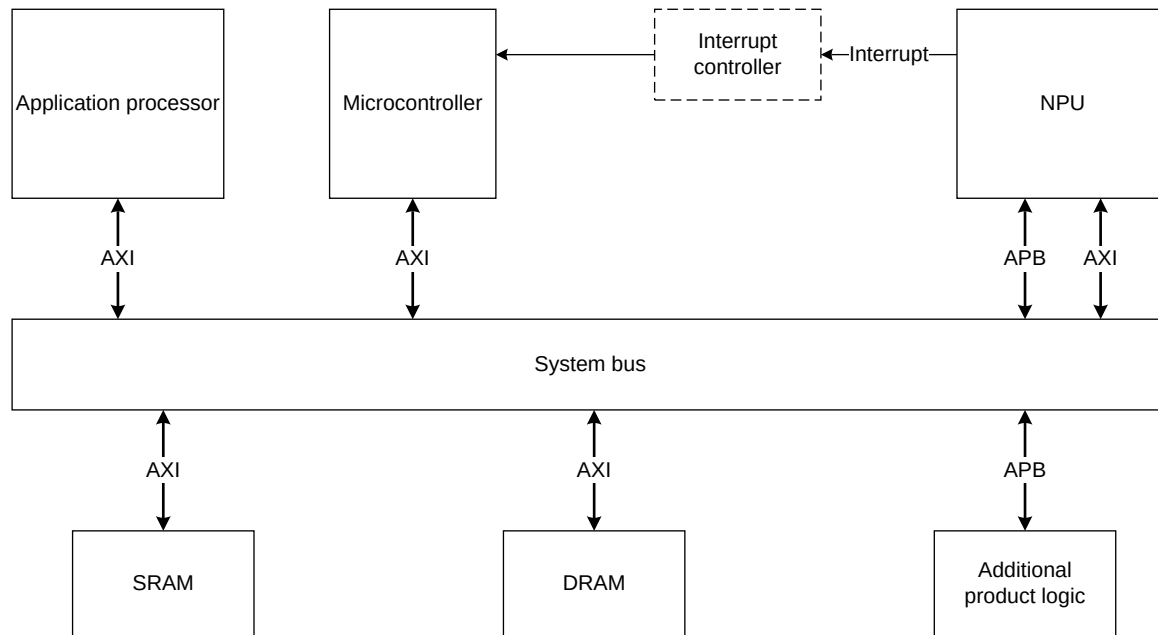 Application processor
Microcontroller
Interrupt
controller
Interrupt
NPU
AXI
AXI
APB
AXI
System bus
AXI
AXI
APB
SRAM
DRAM
Additional
product logic